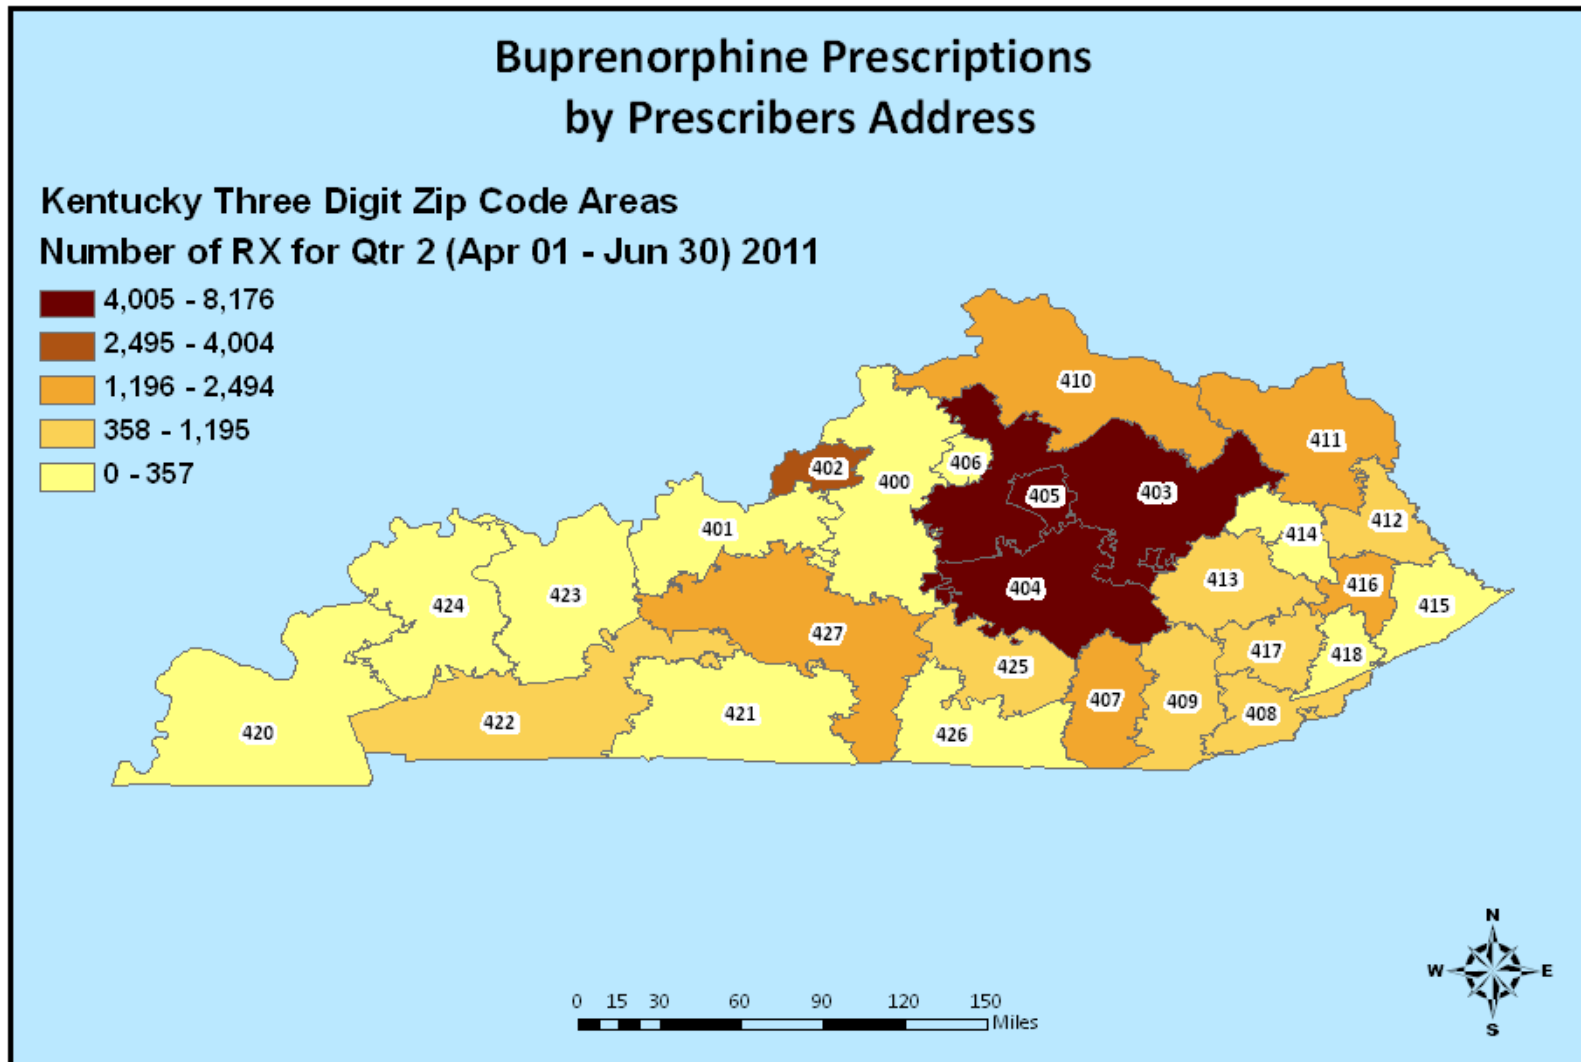 Buprenorphine Prescriptions
by Prescribers Address
Kentucky Three Digit Zip Code Areas
Number of RX for Qtr 2 (Apr 01 - Jun 30) 2011
4,005 - 8,176
2,495 - 4,004
1,196 - 2,494
358 - 1,195
0 - 357
410
411
402
406
400
405
403
412
401
414
413
404
416
415
424
423
427
425
417
418
407
409
408
420
422
421
426
N
W E
S
0 15 30 60 90 120 150
Miles